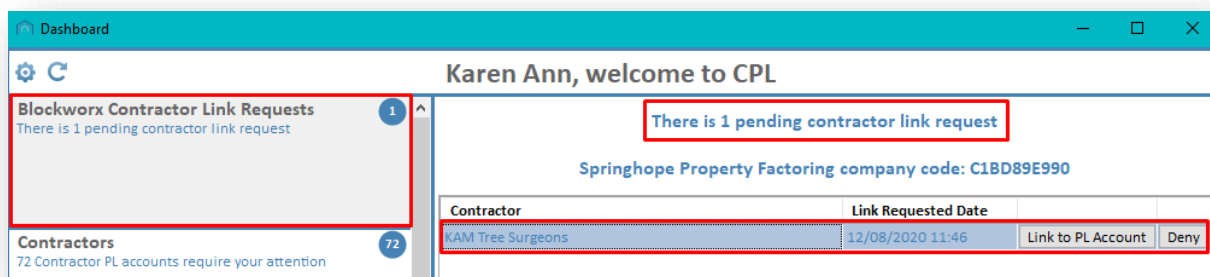 Dashboard
Karen Ann, welcome to CPL
Blockworx Contractor Link Requests 1
There is 1 pending contractor link request
Contractors 72
72 Contractor PL accounts require your attention
There is 1 pending contractor link request
Springhope Property Factoring company code: C1BD89E990
Contractor Link Requested Date
KAM Tree Surgeons 12/08/2020 11:46 Link to PL Account Deny